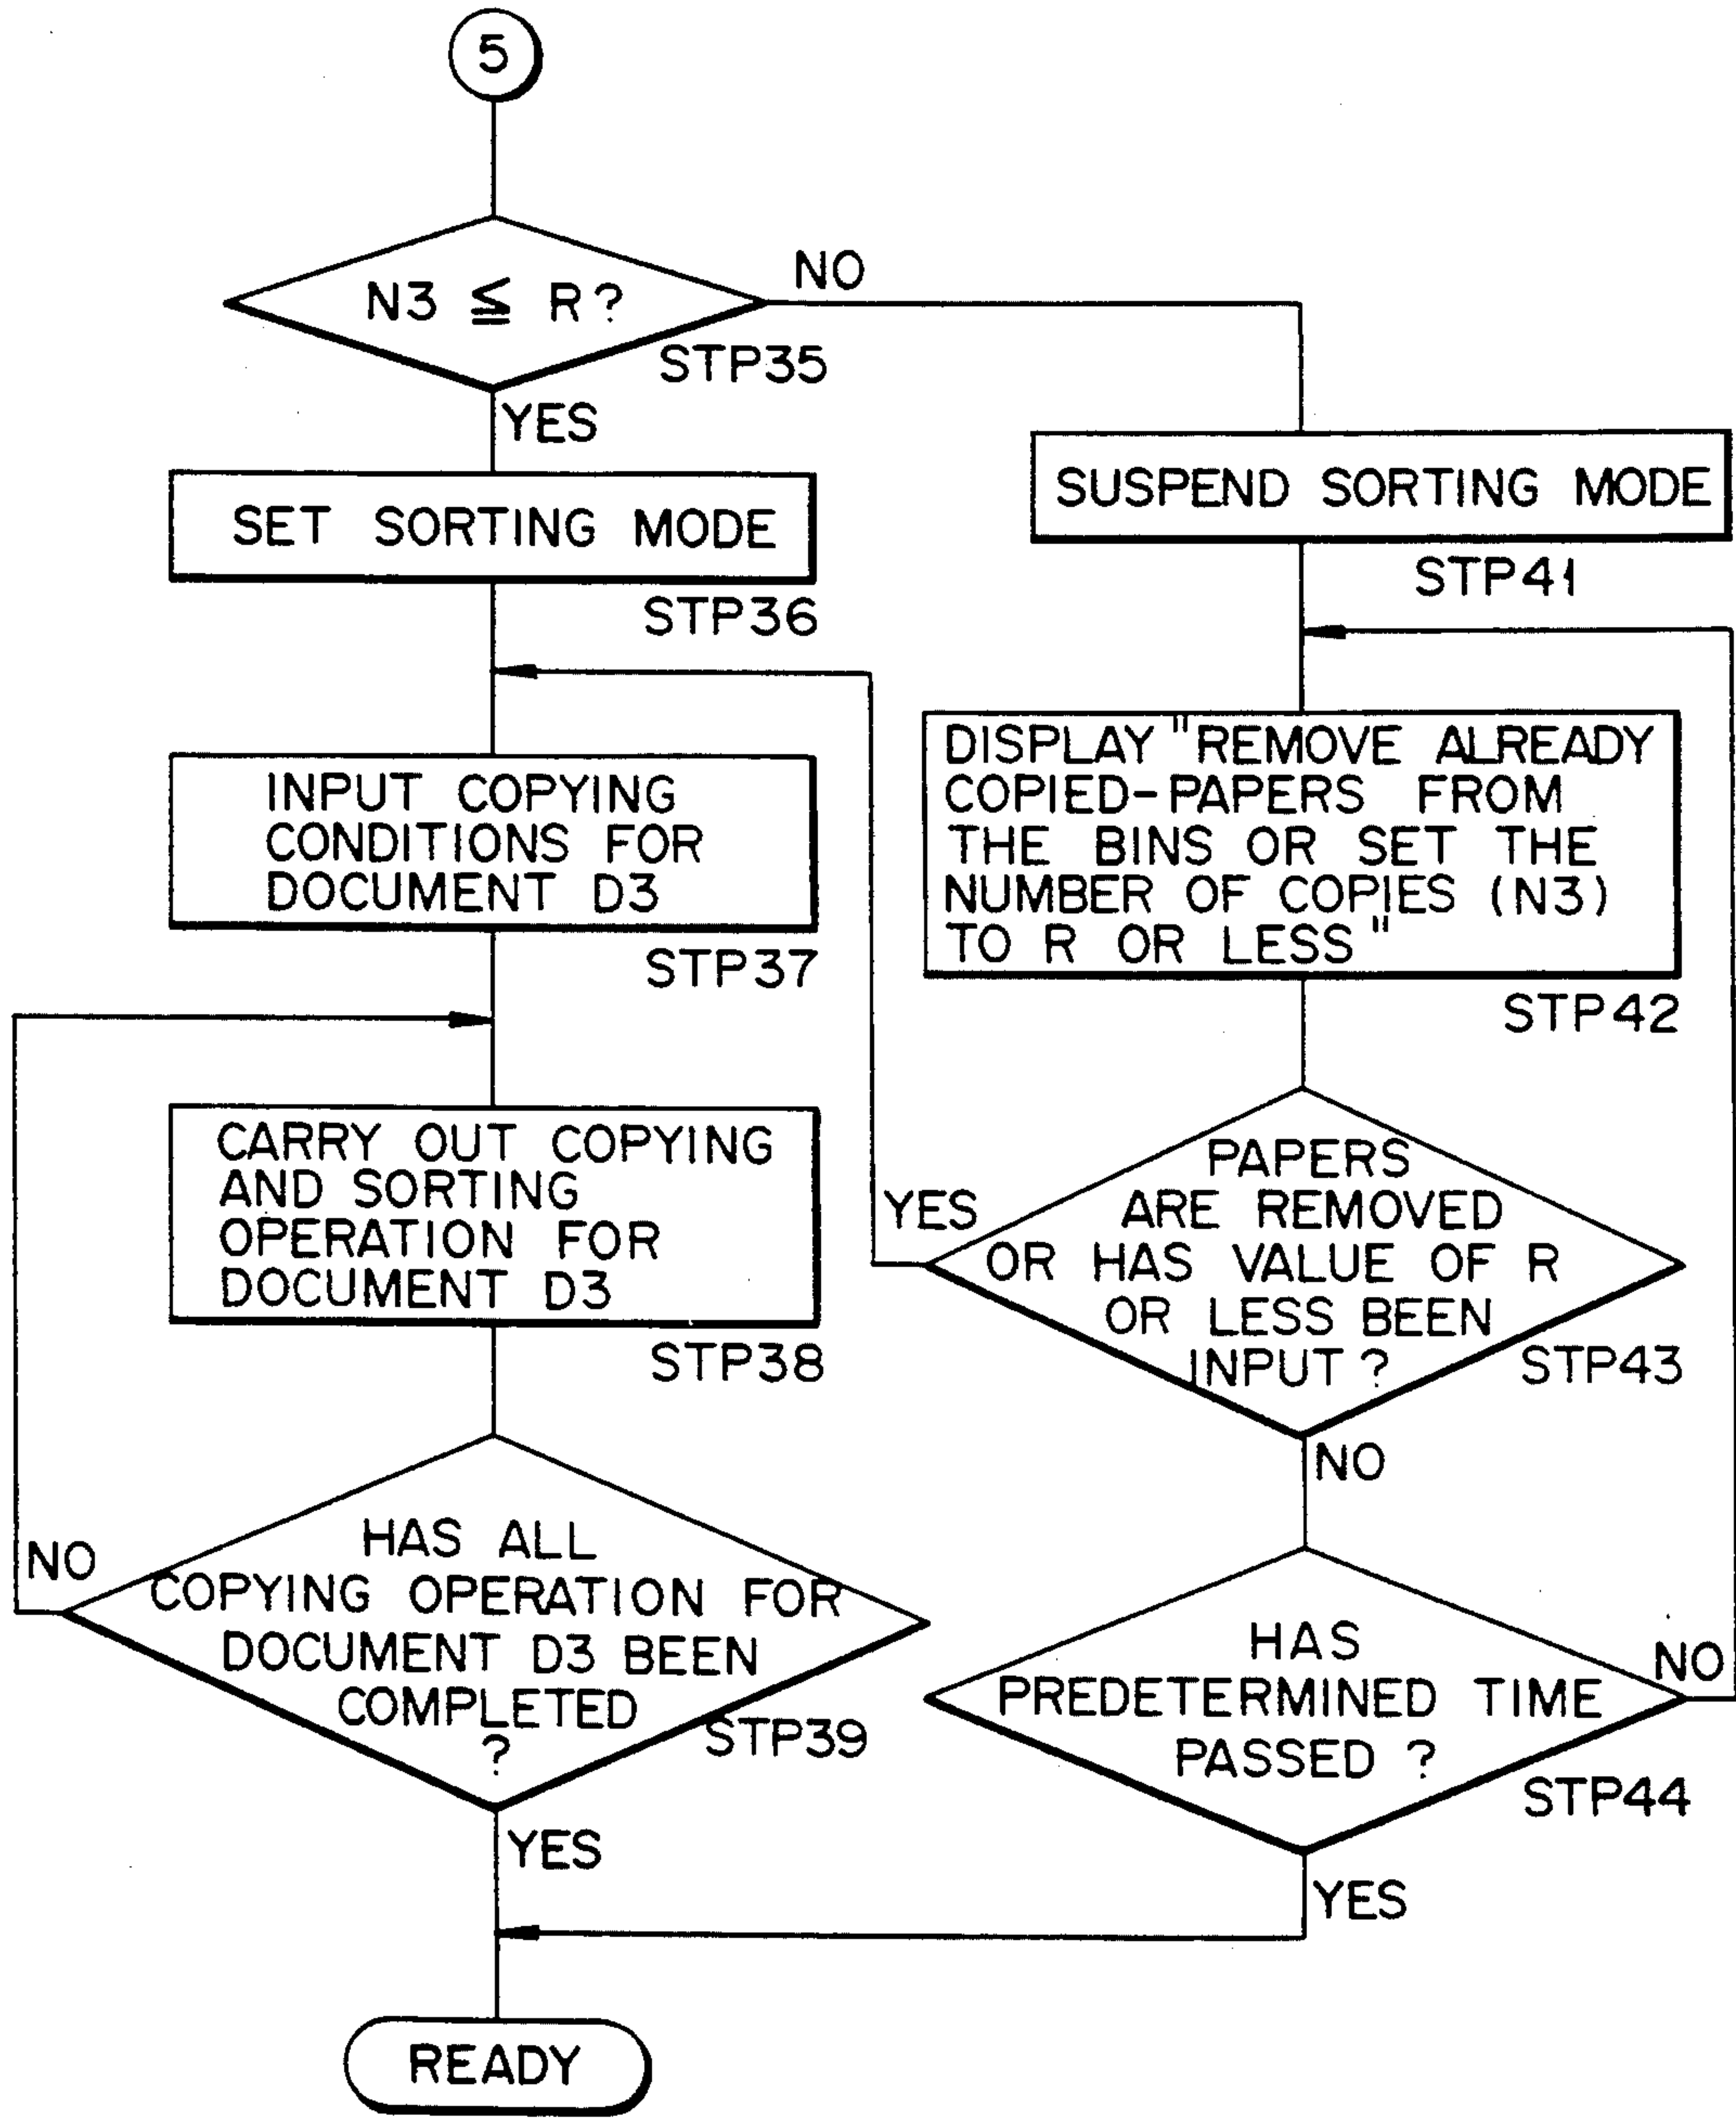 5
N3 ≦ R?
NO
STP35
YES
SET SORTING MODE
STP36
SUSPEND SORTING MODE
STP41
INPUT COPYING
CONDITIONS FOR
DOCUMENT D3
STP37
DISPLAY "REMOVE ALREADY
COPIED-PAPERS FROM
THE BINS OR SET THE
NUMBER OF COPIES (N3)
TO R OR LESS"
STP42
CARRY OUT COPYING
AND SORTING
OPERATION FOR
DOCUMENT D3
STP38
YES
PAPERS
ARE REMOVED
OR HAS VALUE OF R
OR LESS BEEN
INPUT?
STP43
NO
NO
HAS ALL
COPYING OPERATION FOR
DOCUMENT D3 BEEN
COMPLETED
?
STP39
YES
HAS
PREDETERMINED TIME
PASSED ?
NO
STP44
YES
READY